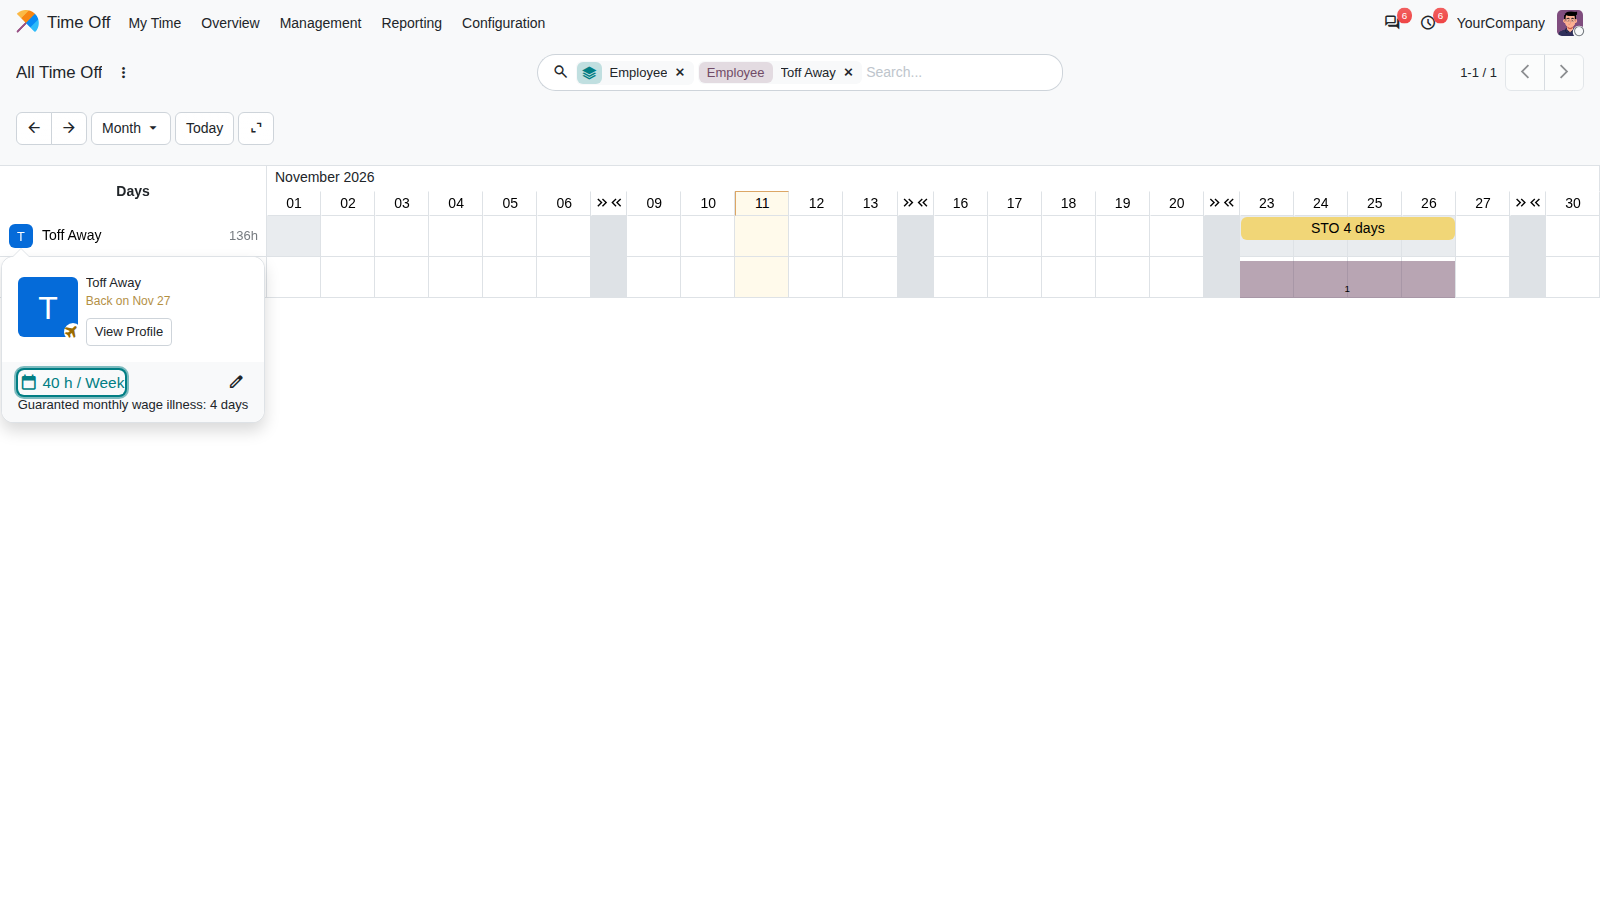 Time Off My Time Overview Management Reporting Configuration 6 6 YourCompany
All Time Off Employee × Employee Toff Away × Search... 1-1 / 1
Month Today
November 2026
Days
01 02 03 04 05 06 09 10 11 12 13 16 17 18 19 20 23 24 25 26 27 30
T Toff Away 136h STO 4 days
1
T
Toff Away
Back on Nov 27
View Profile
40 h / Week
Guaranted monthly wage illness: 4 days